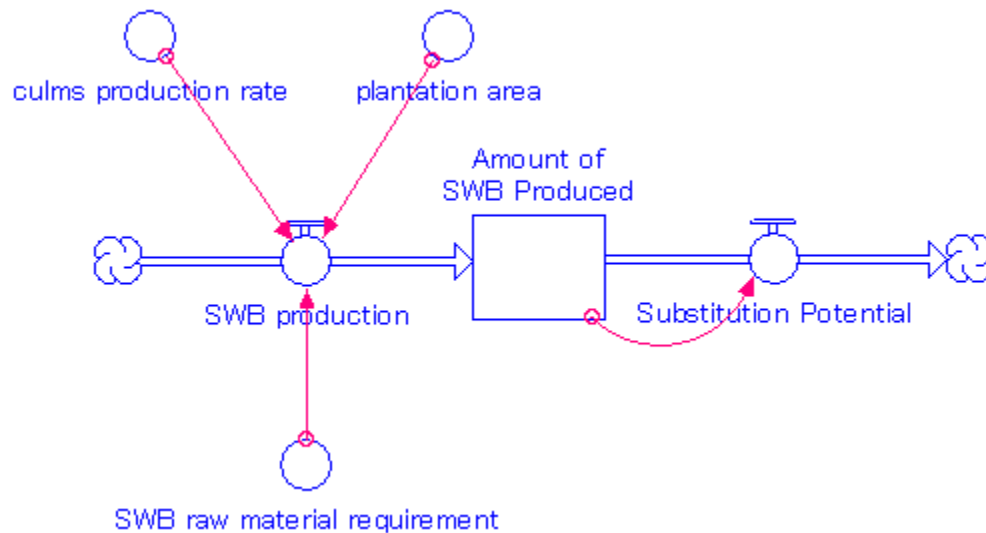 culms production rate
plantation area
Amount of
SWB Produced
SWB production
Substitution Potential
SWB raw material requirement